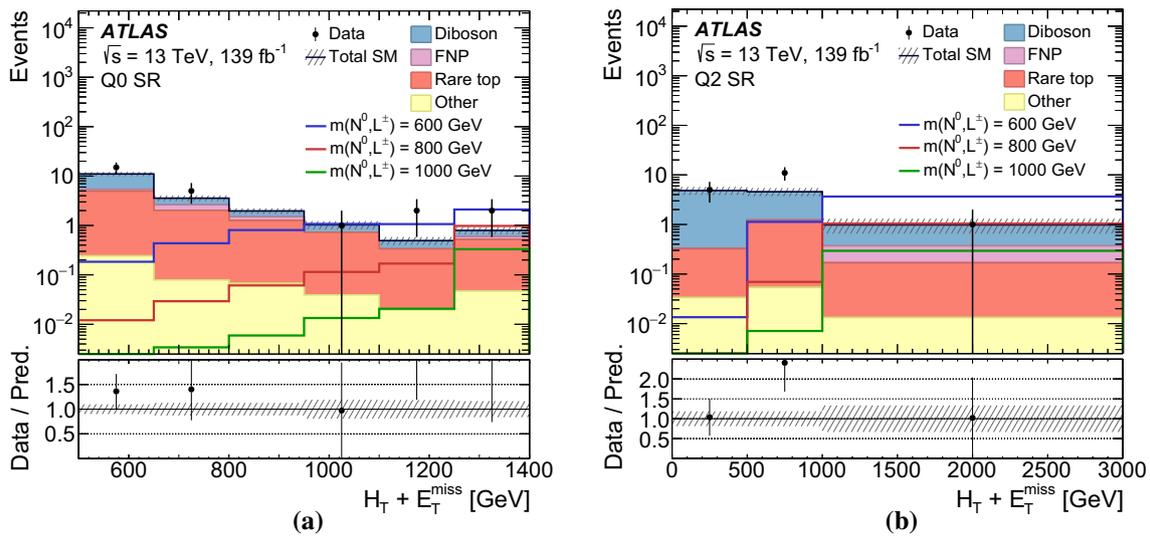 Events
10⁴
10³
10²
10
1
10⁻¹
10⁻²
ATLAS
√s = 13 TeV, 139 fb⁻¹
Q0 SR
Data
Total SM
Diboson
FNP
Rare top
Other
m(N⁰,L±) = 600 GeV
m(N⁰,L±) = 800 GeV
m(N⁰,L±) = 1000 GeV
Data / Pred.
1.5
1.0
0.5
600 800 1000 1200 1400
H_T + E_T^miss [GeV]
(a)
Events
10⁴
10³
10²
10
1
10⁻¹
10⁻²
ATLAS
√s = 13 TeV, 139 fb⁻¹
Q2 SR
Data
Total SM
Diboson
FNP
Rare top
Other
m(N⁰,L±) = 600 GeV
m(N⁰,L±) = 800 GeV
m(N⁰,L±) = 1000 GeV
Data / Pred.
2.0
1.5
1.0
0.5
0 500 1000 1500 2000 2500 3000
H_T + E_T^miss [GeV]
(b)